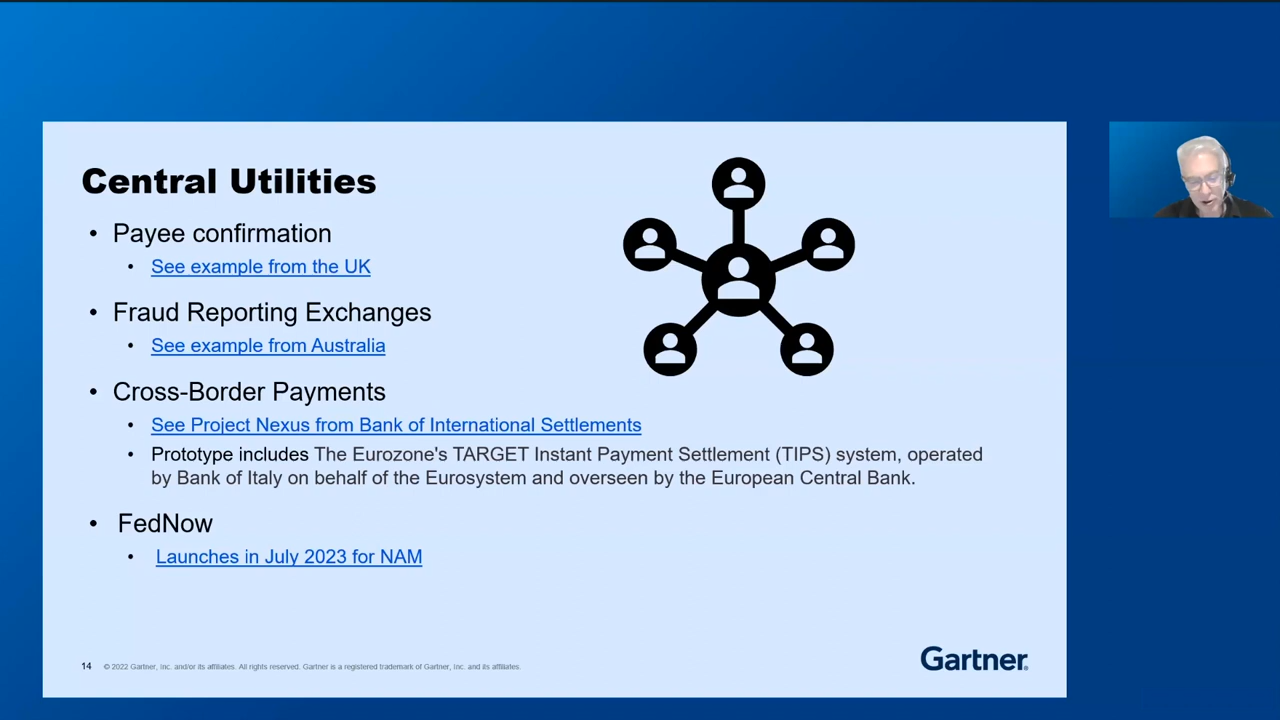 Central Utilities
• Payee confirmation
• See example from the UK
• Fraud Reporting Exchanges
• See example from Australia
• Cross-Border Payments
• See Project Nexus from Bank of International Settlements
• Prototype includes The Eurozone's TARGET Instant Payment Settlement (TIPS) system, operated
by Bank of Italy on behalf of the Eurosystem and overseen by the European Central Bank.
• FedNow
• Launches in July 2023 for NAM
14 © 2022 Gartner, Inc. and/or its affiliates. All rights reserved. Gartner is a registered trademark of Gartner, Inc. and its affiliates.
Gartner®